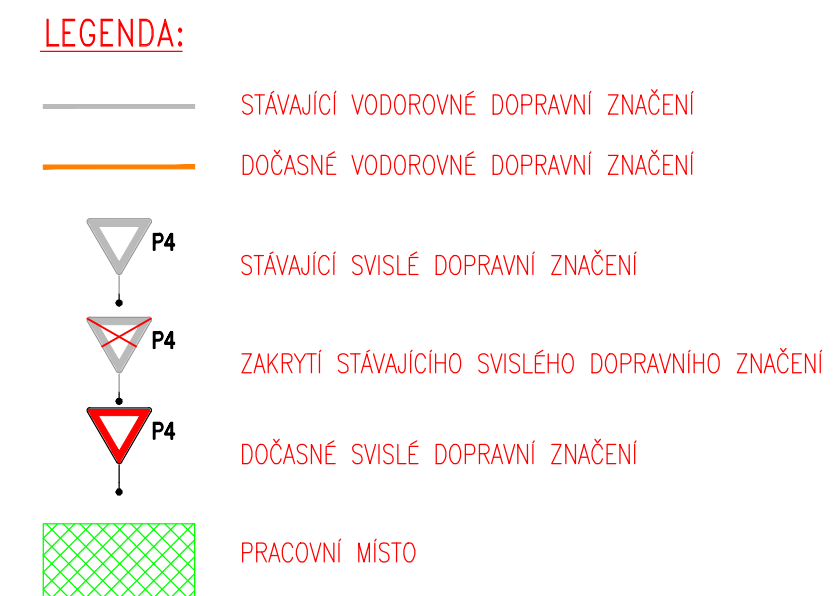 LEGENDA:
STÁVAJÍCÍ VODOROVNÉ DOPRAVNÍ ZNAČENÍ
DOČASNÉ VODOROVNÉ DOPRAVNÍ ZNAČENÍ
P4
STÁVAJÍCÍ SVISLÉ DOPRAVNÍ ZNAČENÍ
P4
ZAKRYTÍ STÁVAJÍCÍHO SVISLÉHO DOPRAVNÍHO ZNAČENÍ
P4
DOČASNÉ SVISLÉ DOPRAVNÍ ZNAČENÍ
PRACOVNÍ MÍSTO